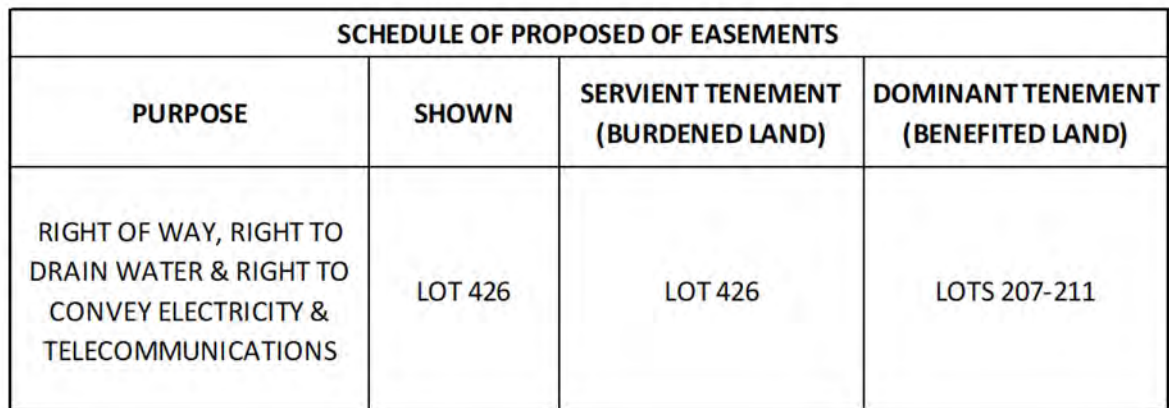 SCHEDULE OF PROPOSED OF EASEMENTS
PURPOSE
SHOWN
SERVIENT TENEMENT
(BURDENED LAND)
DOMINANT TENEMENT
(BENEFITED LAND)
RIGHT OF WAY, RIGHT TO
DRAIN WATER & RIGHT TO
CONVEY ELECTRICITY &
TELECOMMUNICATIONS
LOT 426
LOT 426
LOTS 207-211